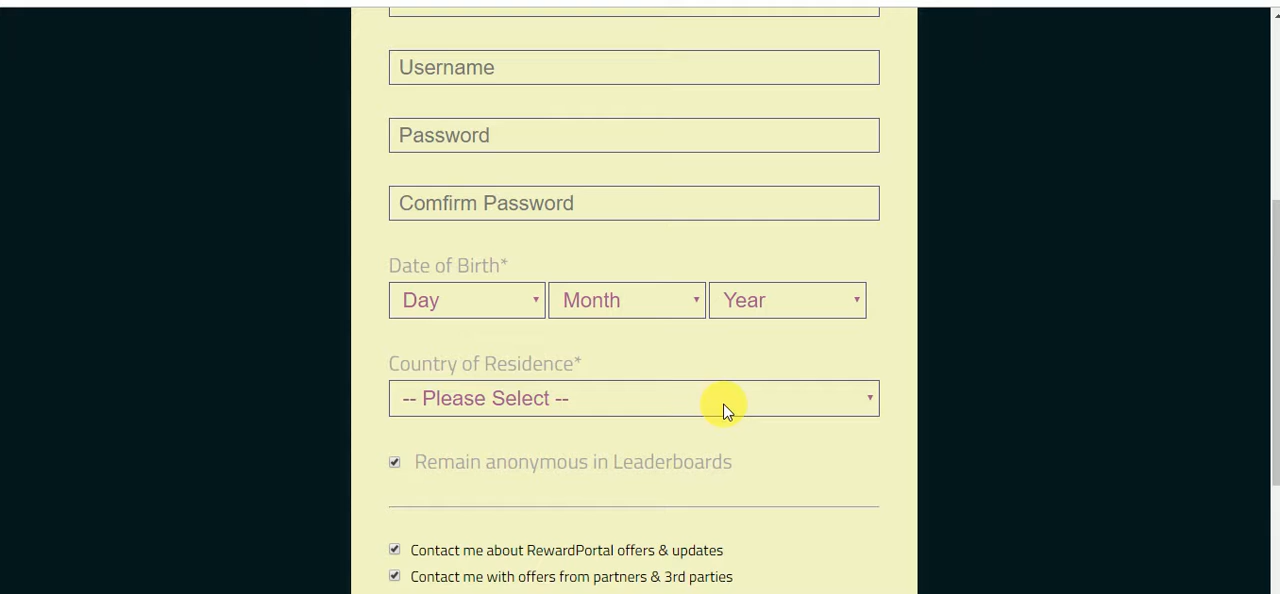 Username
Password
Comfirm Password
Date of Birth*
Day Month Year
Country of Residence*
-- Please Select --
Remain anonymous in Leaderboards
Contact me about RewardPortal offers & updates
Contact me with offers from partners & 3rd parties